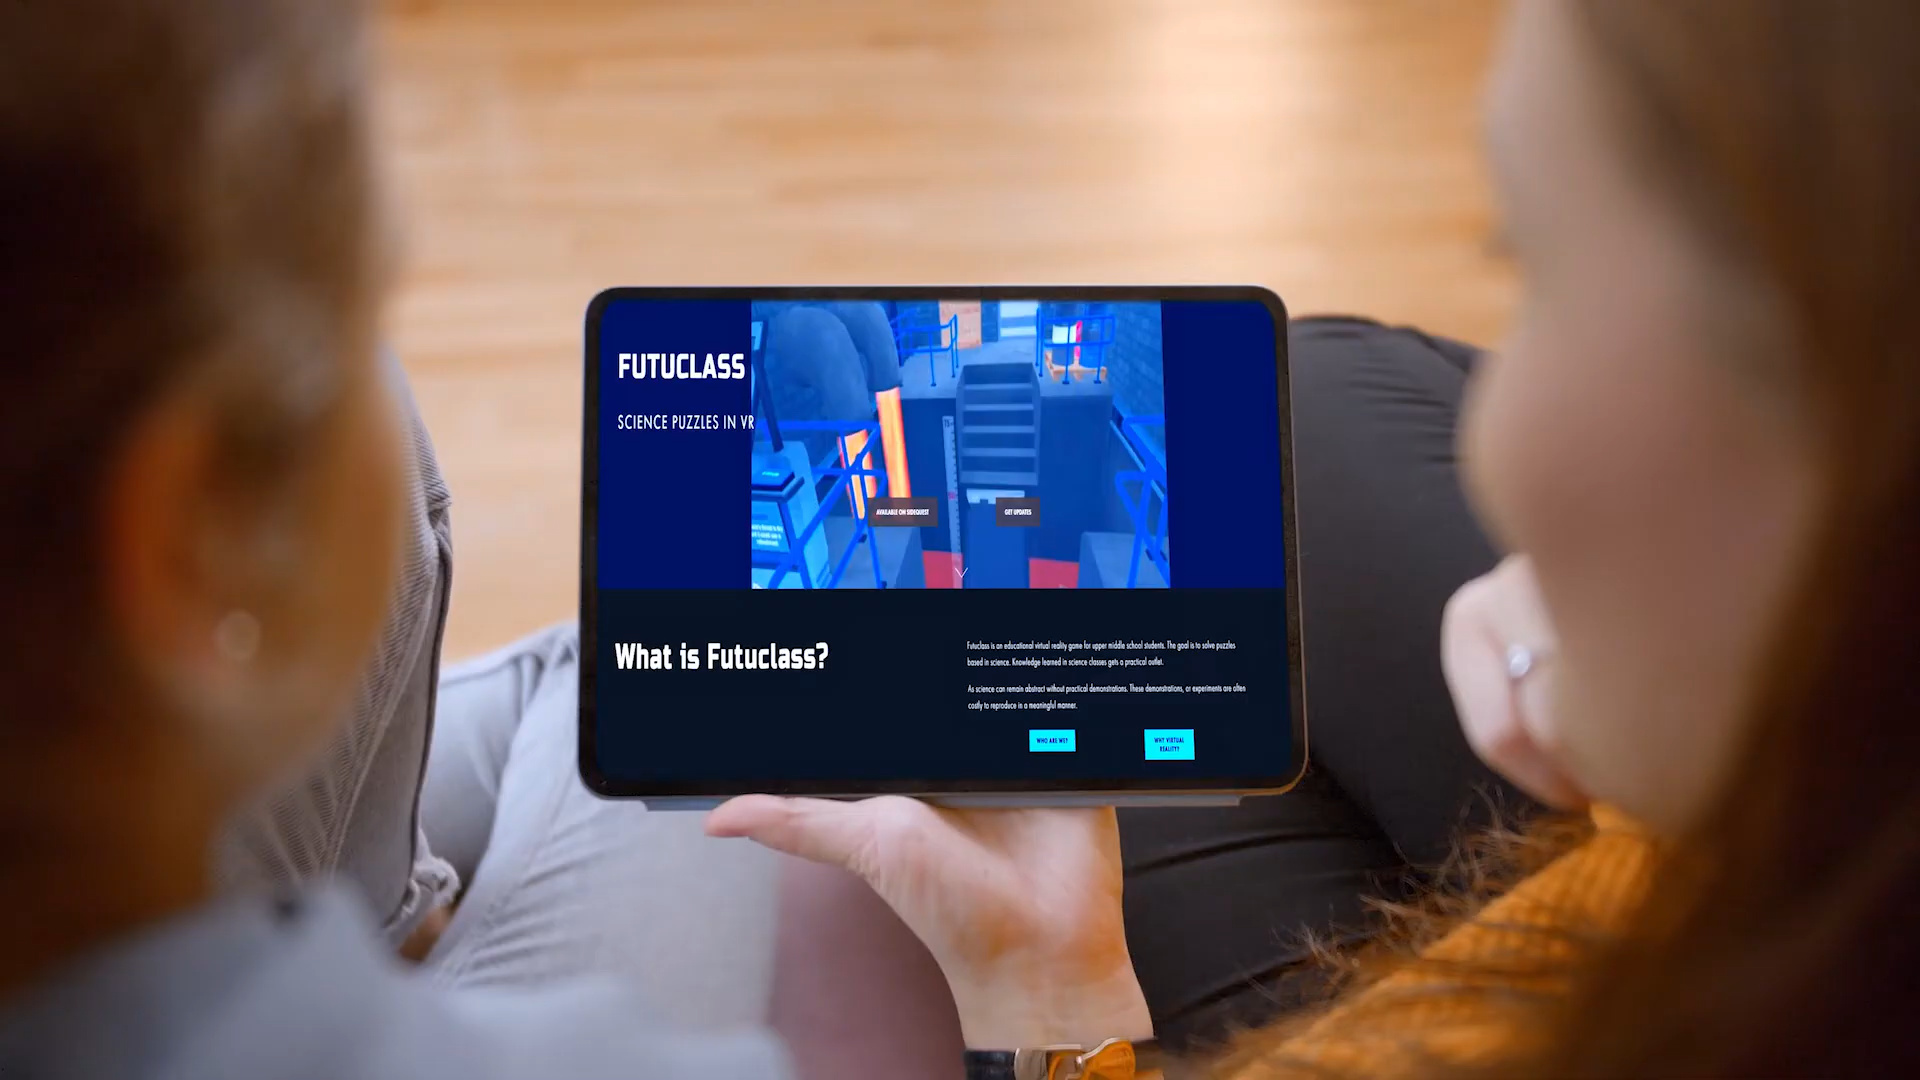 FUTUCLASS
SCIENCE PUZZLES IN VR
AVAILABLE ON SIDEQUEST
GET UPDATES
What is Futuclass?
Futuclass is an educational virtual reality game for upper middle school students. The goal is to solve puzzles
based in science. Knowledge learned in science classes gets a practical outlet.
As science can remain abstract without practical demonstrations. These demonstrations, or experiments are often
costly to reproduce in a meaningful manner.
WHO ARE WE?
WHY VIRTUAL
REALITY?